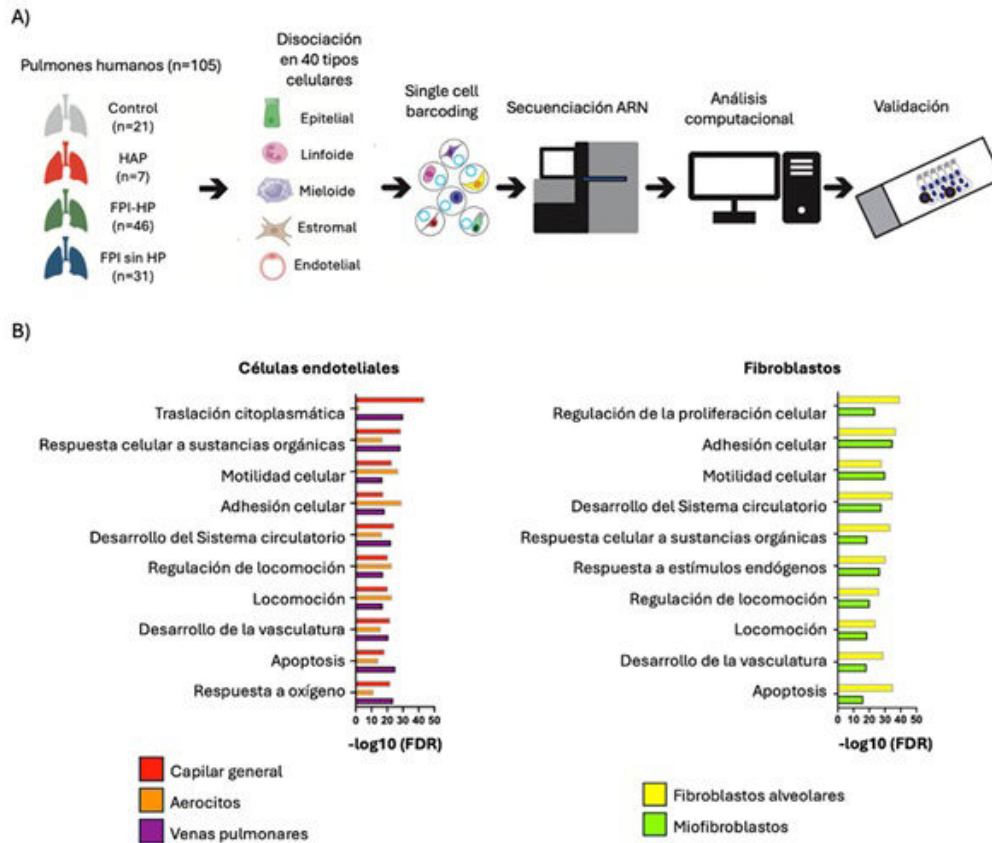 A)
Pulmones humanos (n=105)
Control
(n=21)
HAP
(n=7)
FPI-HP
(n=46)
FPI sin HP
(n=31)
Disociación
en 40 tipos
celulares
Epitelial
Linfoide
Mieloide
Estromal
Endotelial
Single cell
barcoding
Secuenciación ARN
Análisis
computacional
Validación
B)
Células endoteliales
Traslación citoplasmática
Respuesta celular a sustancias orgánicas
Motilidad celular
Adhesión celular
Desarrollo del Sistema circulatorio
Regulación de locomoción
Locomoción
Desarrollo de la vasculatura
Apoptosis
Respuesta a oxígeno
0 10 20 30 40 50
-log10 (FDR)
Capilar general
Aerocitos
Venas pulmonares
Fibroblastos
Regulación de la proliferación celular
Adhesión celular
Motilidad celular
Desarrollo del Sistema circulatorio
Respuesta celular a sustancias orgánicas
Respuesta a estímulos endógenos
Regulación de locomoción
Locomoción
Desarrollo de la vasculatura
Apoptosis
0 10 20 30 40 50
-log10 (FDR)
Fibroblastos alveolares
Miofibroblastos